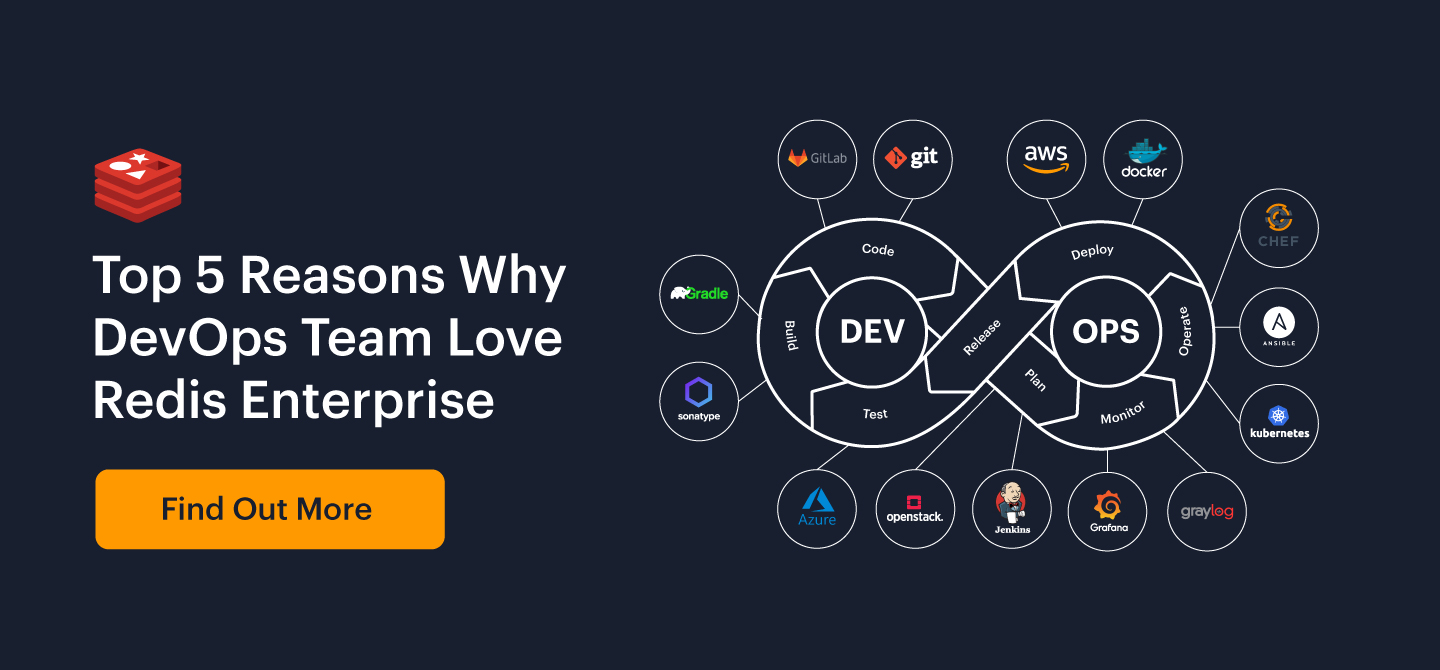 Top 5 Reasons Why
DevOps Team Love
Redis Enterprise
Find Out More
GitLab
git
aws
docker
CHEF
Gradle
ANSIBLE
sonatype
kubernetes
Azure
openstack.
Jenkins
Grafana
graylog
Code
Build
DEV
Test
Release
Deploy
OPS
Operate
Plan
Monitor